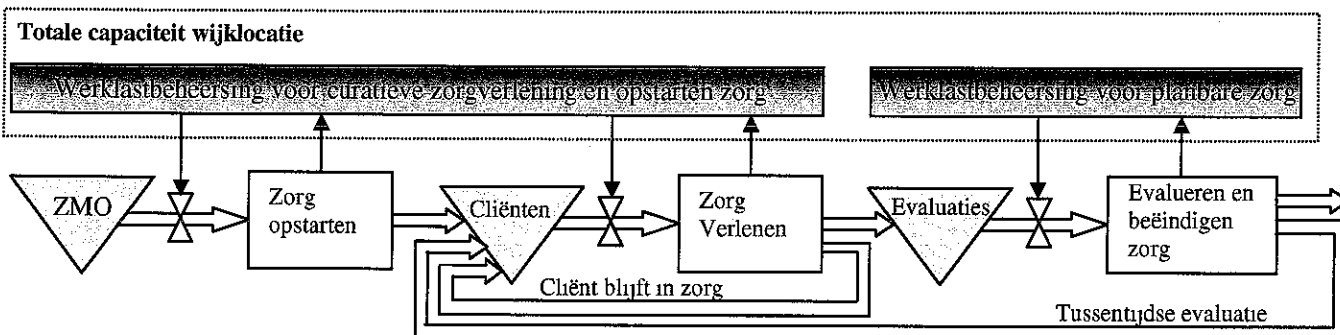 Totale capaciteit wijklocatie
Werklastbeheersing voor curatieve zorgverlening en opstarten zorg
Werklastbeheersing voor planbare zorg
ZMO
Zorg
opstarten
Cliënten
Zorg
Verlenen
Evaluaties
Evalueren en
beëindigen
zorg
Cliënt blijft in zorg
Tussentijdse evaluatie